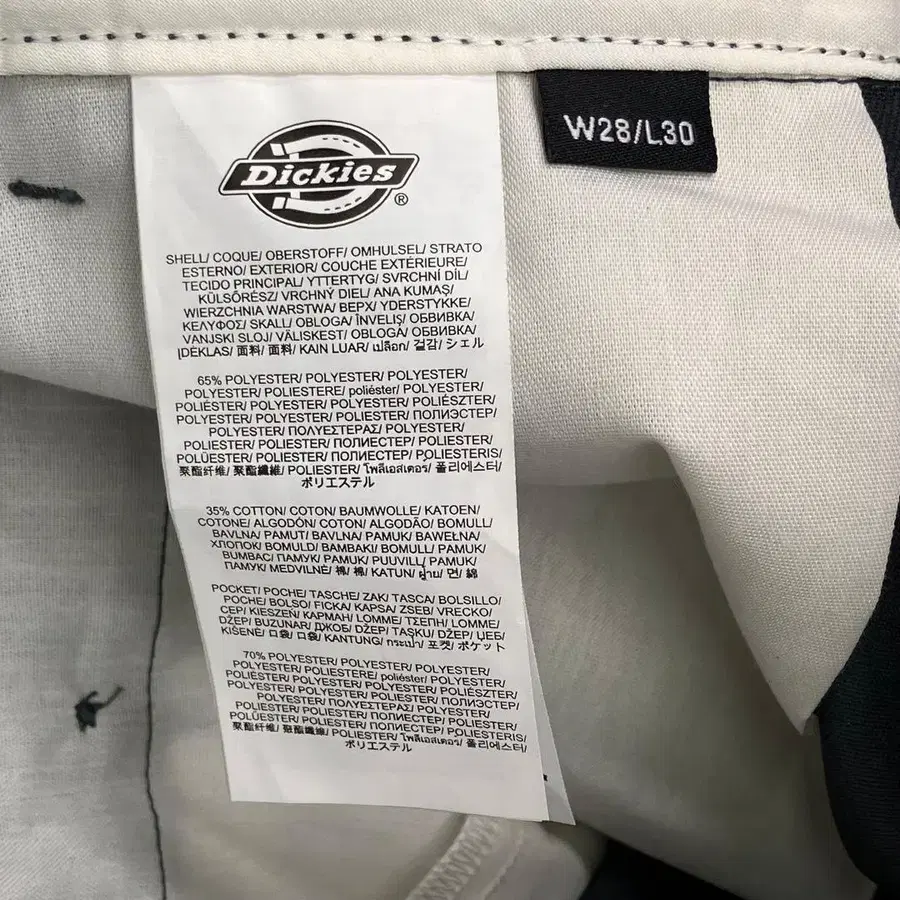 Dickies®
W28/L30
SHELL/ COQUE/ OBERSTOFF/ OMHULSEL/ STRATO
ESTERNO/ EXTERIOR/ COUCHE EXTÉRIEURE/
TECIDO PRINCIPAL/ YTTERTYG/ SVRCHNÍ DÍL/
KÜLSŐRÉSZ/ VRCHNÝ DIEL/ ANA KUMAŞ/
WIERZCHNIA WARSTWA/ ВЕРХ/ YDERSTYKKE/
ΚΕΛΥΦΟΣ/ SKALL/ OBLOGA/ ÎNVELIŞ/ ОБВИВКА/
VANJSKI SLOJ/ VÄLISKEST/ OBLOGA/ ОБВИВКА/
ĮDĖKLAS/ 面料/ 面料/ KAIN LUAR/ เปลือก/ 겉감/ シェル
65% POLYESTER/ POLYESTER/ POLYESTER/
POLYESTER/ POLIESTERE/ poliéster/ POLYESTER/
POLIÉSTER/ POLYESTER/ POLYESTER/ POLIÉSZTER/
POLYESTER/ POLYESTER/ POLYESTER/ ПОЛИЭСТЕР/
POLYESTER/ ΠΟΛΥΕΣΤΕΡΑΣ/ POLYESTER/
POLIESTER/ POLIESTER/ ПОЛИЕСТЕР/ POLIESTER/
POLÜESTER/ POLIESTER/ ПОЛИЕСТЕР/ POLIESTERIS/
聚酯纤维/ 聚酯纖維/ POLIESTER/ โพลีเอสเตอร์/ 폴리에스터/
ポリエステル
35% COTTON/ COTON/ BAUMWOLLE/ KATOEN/
COTONE/ ALGODÓN/ COTON/ ALGODÃO/ BOMULL/
BAVLNA/ PAMUT/ BAVLNA/ PAMUK/ BAWEŁNA/
ХЛОПОК/ BOMULD/ ΒΑΜΒΑΚΙ/ BOMULL/ PAMUK/
BUMBAC/ ПАМУК/ PAMUK/ PUUVILL/ PAMUK/
ПАМУК/ MEDVILNĖ/ 棉/ 棉/ KATUN/ ฝ้าย/ 면/ 綿
POCKET/ POCHE/ TASCHE/ ZAK/ TASCA/ BOLSILLO/
POCHE/ BOLSO/ FICKA/ KAPSA/ ZSEB/ VRECKO/
CEP/ KIESZEŃ/ КАРМАН/ LOMME/ ΤΣΕΠΗ/ LOMME/
DŽEP/ BUZUNAR/ ДЖОБ/ DŽEP/ TASKU/ DŽEP/ ЏЕБ/
KIŠENĖ/ 口袋/ 口袋/ KANTUNG/ กระเป๋า/ 포켓/ ポケット
70% POLYESTER/ POLYESTER/ POLYESTER/
POLYESTER/ POLIESTERE/ poliéster/ POLYESTER/
POLIÉSTER/ POLYESTER/ POLYESTER/ POLIÉSZTER/
POLYESTER/ POLYESTER/ POLYESTER/ ПОЛИЭСТЕР/
POLYESTER/ ΠΟΛΥΕΣΤΕΡΑΣ/ POLYESTER/
POLIESTER/ POLIESTER/ ПОЛИЕСТЕР/ POLIESTER/
POLÜESTER/ POLIESTER/ ПОЛИЕСТЕР/ POLIESTERIS/
聚酯纤维/ 聚酯纖維/ POLIESTER/ โพลีเอสเตอร์/ 폴리에스터/
ポリエステル